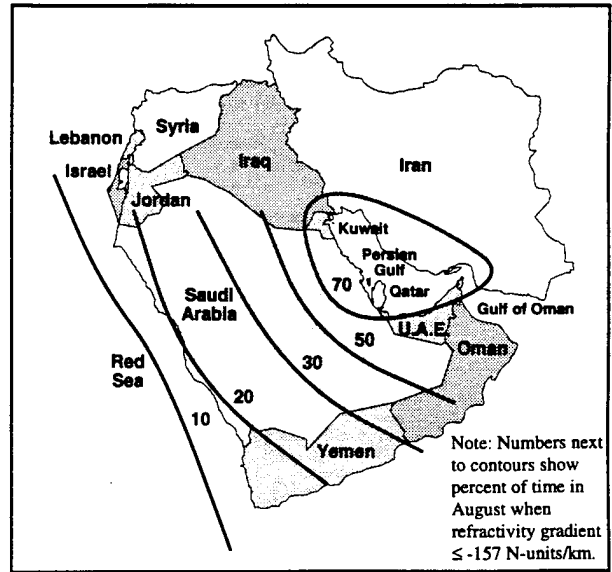 Syria
Lebanon
Iraq
Iran
Israel
Jordan
Kuwait
Persian
Gulf
70
Qatar
Saudi
Arabia
Gulf of Oman
U.A.E.
50
Oman
Red
Sea
30
20
10
Yemen
Note: Numbers next
to contours show
percent of time in
August when
refractivity gradient
≤ -157 N-units/km.